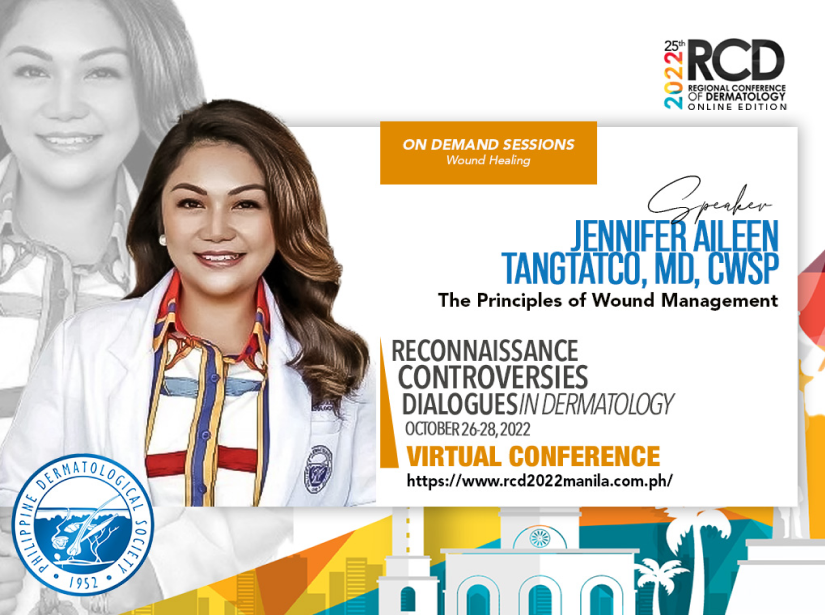 25th
2022
RCD
REGIONAL CONFERENCE
OF DERMATOLOGY
ONLINE EDITION
ON DEMAND SESSIONS
Wound Healing
Speaker
JENNIFER AILEEN
TANGTATCO, MD, CWSP
The Principles of Wound Management
RECONNAISSANCE
CONTROVERSIES
DIALOGUES IN DERMATOLOGY
OCTOBER 26-28, 2022
VIRTUAL CONFERENCE
https://www.rcd2022manila.com.ph/
PHILIPPINE DERMATOLOGICAL SOCIETY
• 1952 •